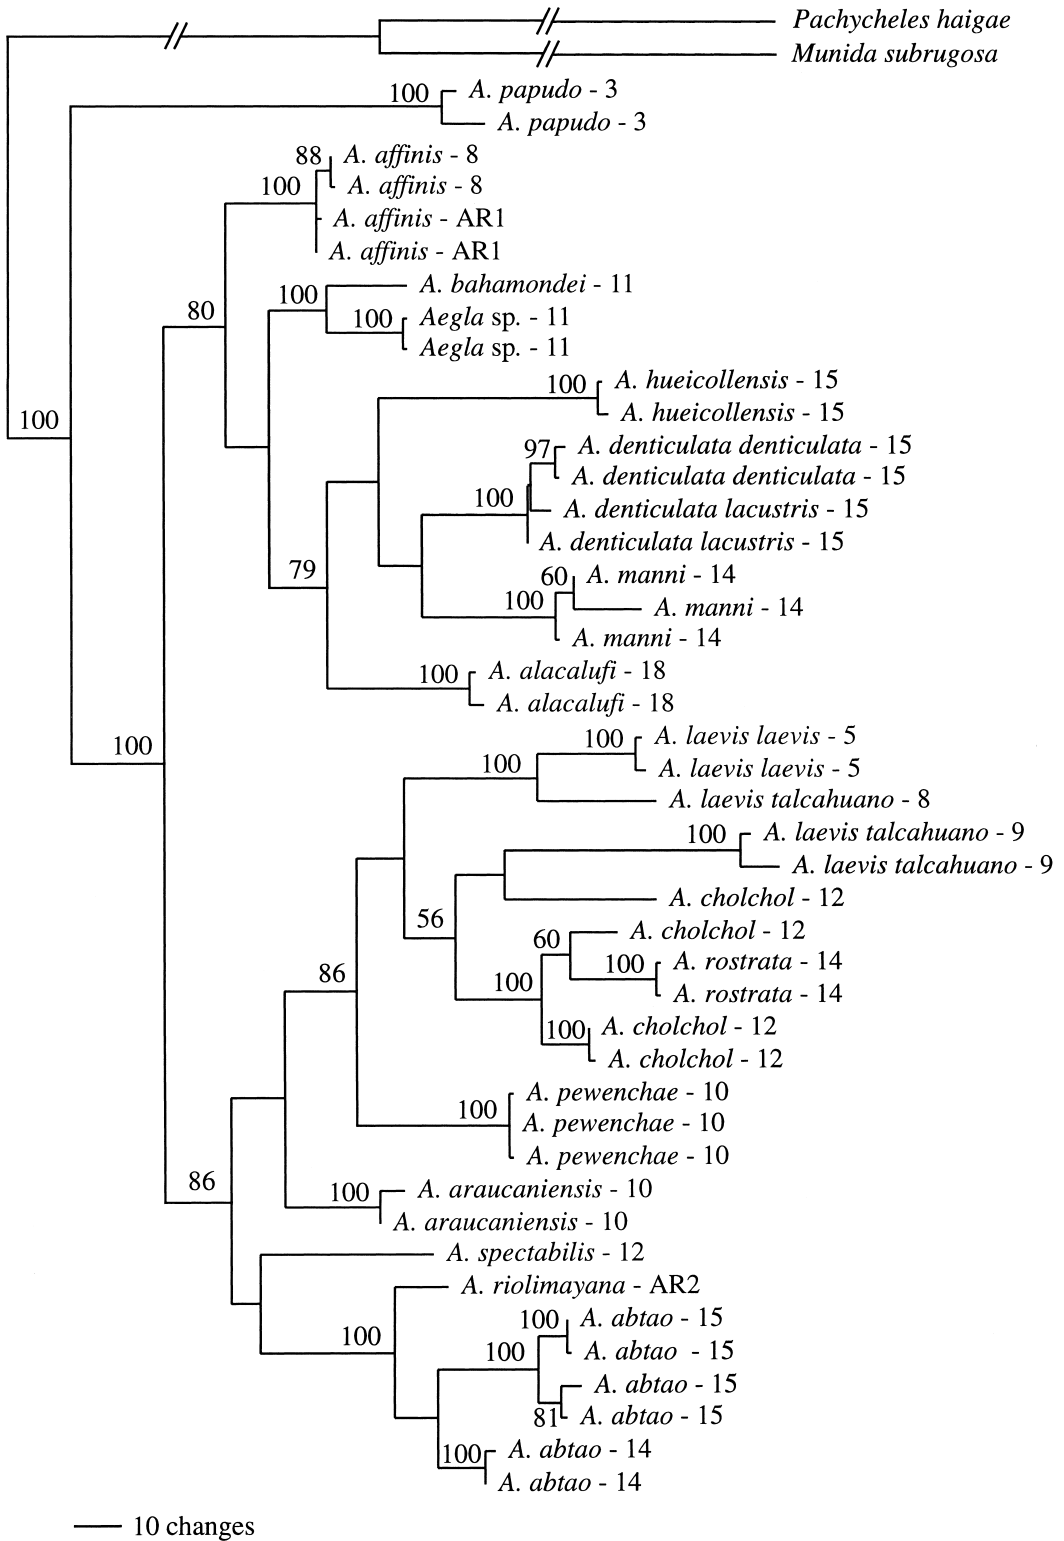 Pachycheles haigae
Munida subrugosa
100 A. papudo - 3
A. papudo - 3
88 A. affinis - 8
100 A. affinis - 8
A. affinis - AR1
A. affinis - AR1
100 A. bahamondei - 11
80 100 Aegla sp. - 11
Aegla sp. - 11
100 A. hueicollensis - 15
100 A. hueicollensis - 15
97 A. denticulata denticulata - 15
A. denticulata denticulata - 15
100 A. denticulata lacustris - 15
A. denticulata lacustris - 15
79 60 A. manni - 14
100 A. manni - 14
A. manni - 14
100 A. alacalufi - 18
A. alacalufi - 18
100 100 A. laevis laevis - 5
100 A. laevis laevis - 5
A. laevis talcahuano - 8
100 A. laevis talcahuano - 9
A. laevis talcahuano - 9
A. cholchol - 12
56 60 A. cholchol - 12
86 100 A. rostrata - 14
100 A. rostrata - 14
100 A. cholchol - 12
A. cholchol - 12
A. pewenchae - 10
100 A. pewenchae - 10
A. pewenchae - 10
86 100 A. araucaniensis - 10
A. araucaniensis - 10
A. spectabilis - 12
A. riolimayana - AR2
100 100 A. abtao - 15
100 A. abtao - 15
A. abtao - 15
81 A. abtao - 15
100 A. abtao - 14
A. abtao - 14
10 changes